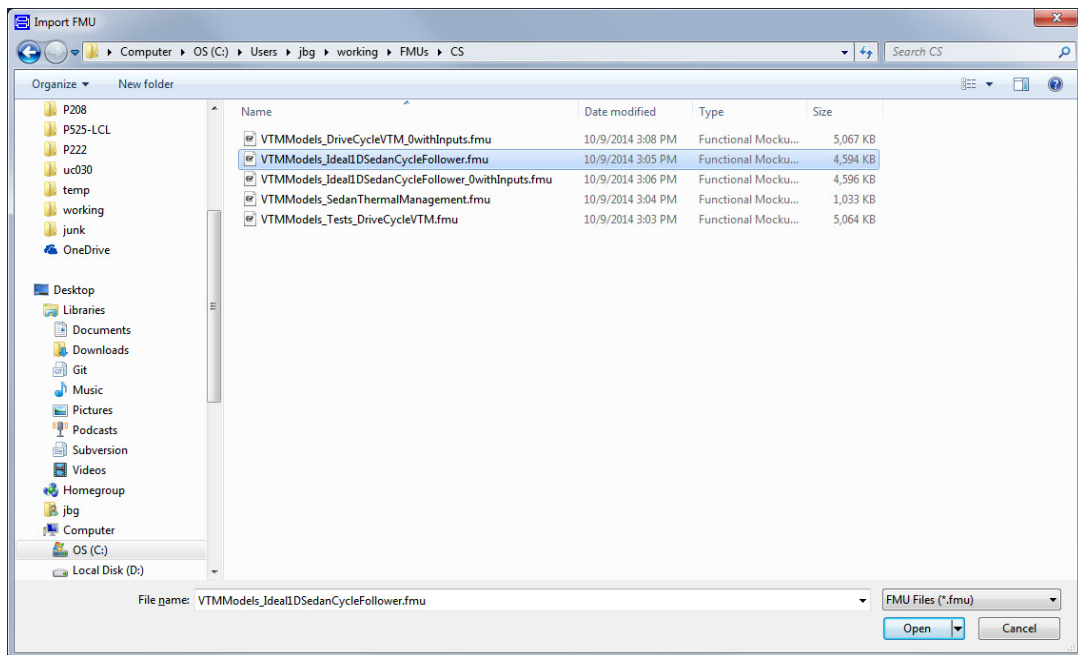 Import FMU
Computer OS (C:) Users jbg working FMUs CS
Search CS
Organize New folder
P208
P525-LCL
P222
uc030
temp
working
junk
OneDrive
Desktop
Libraries
Documents
Downloads
Git
Music
Pictures
Podcasts
Subversion
Videos
Homegroup
jbg
Computer
OS (C:)
Local Disk (D:)
Name Date modified Type Size
VTMModels_DriveCycleVTM_0withInputs.fmu 10/9/2014 3:08 PM Functional Mocku... 5,067 KB
VTMModels_Ideal1DSedanCycleFollower.fmu 10/9/2014 3:05 PM Functional Mocku... 4,594 KB
VTMModels_Ideal1DSedanCycleFollower_0withInputs.fmu 10/9/2014 3:06 PM Functional Mocku... 4,596 KB
VTMModels_SedanThermalManagement.fmu 10/9/2014 3:04 PM Functional Mocku... 1,033 KB
VTMModels_Tests_DriveCycleVTM.fmu 10/9/2014 3:03 PM Functional Mocku... 5,064 KB
File name: VTMModels_Ideal1DSedanCycleFollower.fmu FMU Files (*.fmu)
Open Cancel